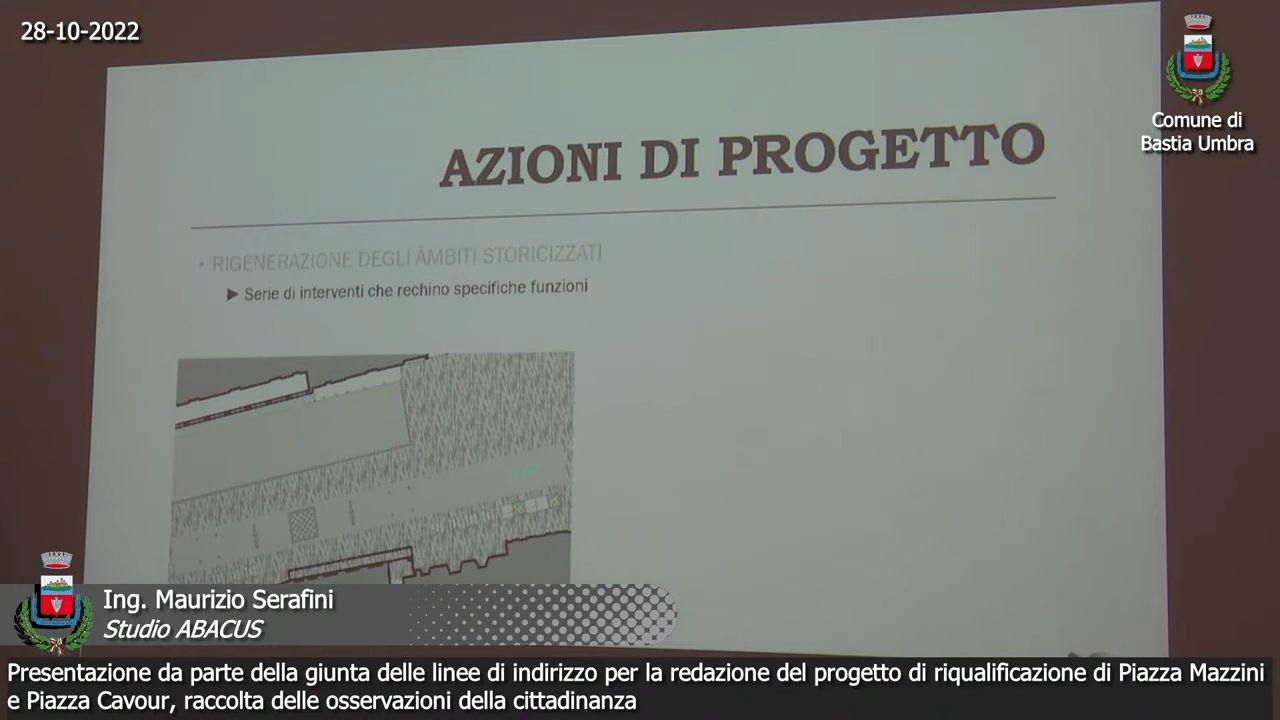 28-10-2022
Comune di
Bastia Umbra
AZIONI DI PROGETTO
• RIGENERAZIONE DEGLI ÀMBITI STORICIZZATI
► Serie di interventi che rechino specifiche funzioni
Ing. Maurizio Serafini
Studio ABACUS
Presentazione da parte della giunta delle linee di indirizzo per la redazione del progetto di riqualificazione di Piazza Mazzini
e Piazza Cavour, raccolta delle osservazioni della cittadinanza